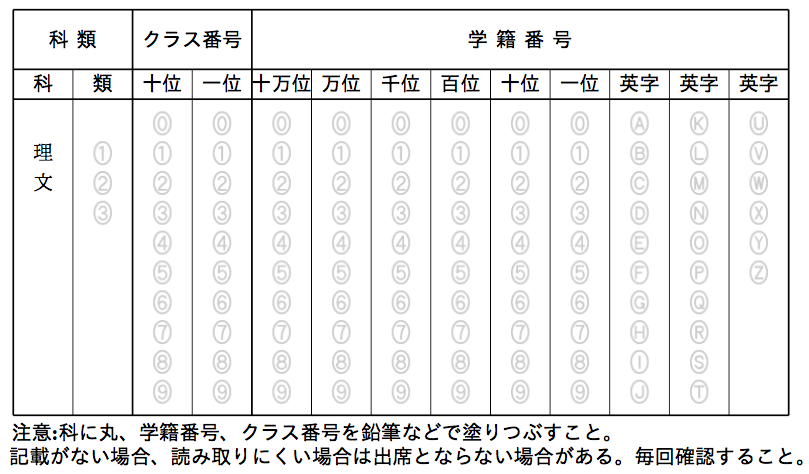 科 類 クラス番号 学 籍 番 号
科 類 十位 一位 十万位 万位 千位 百位 十位 一位 英字 英字 英字
⓪ ⓪ ⓪ ⓪ ⓪ ⓪ ⓪ ⓪ Ⓐ Ⓚ Ⓤ
理 ① ① ① ① ① ① ① ① ① Ⓑ Ⓛ Ⓥ
文 ② ② ② ② ② ② ② ② ② Ⓒ Ⓜ Ⓦ
③ ③ ③ ③ ③ ③ ③ ③ ③ Ⓓ Ⓝ Ⓧ
④ ④ ④ ④ ④ ④ ④ ④ Ⓔ Ⓞ Ⓨ
⑤ ⑤ ⑤ ⑤ ⑤ ⑤ ⑤ ⑤ Ⓕ Ⓟ Ⓩ
⑥ ⑥ ⑥ ⑥ ⑥ ⑥ ⑥ ⑥ Ⓖ Ⓠ
⑦ ⑦ ⑦ ⑦ ⑦ ⑦ ⑦ ⑦ Ⓗ Ⓡ
⑧ ⑧ ⑧ ⑧ ⑧ ⑧ ⑧ ⑧ Ⓘ Ⓢ
⑨ ⑨ ⑨ ⑨ ⑨ ⑨ ⑨ ⑨ Ⓙ Ⓣ
注意:科に丸、学籍番号、クラス番号を鉛筆などで塗りつぶすこと。
記載がない場合、読み取りにくい場合は出席とならない場合がある。毎回確認すること。